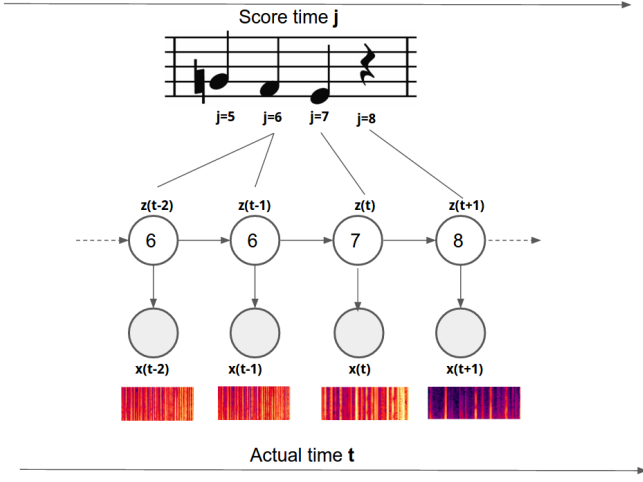 Score time j
j=5 j=6 j=7 j=8
z(t-2) z(t-1) z(t) z(t+1)
6 6 7 8
x(t-2) x(t-1) x(t) x(t+1)
Actual time t